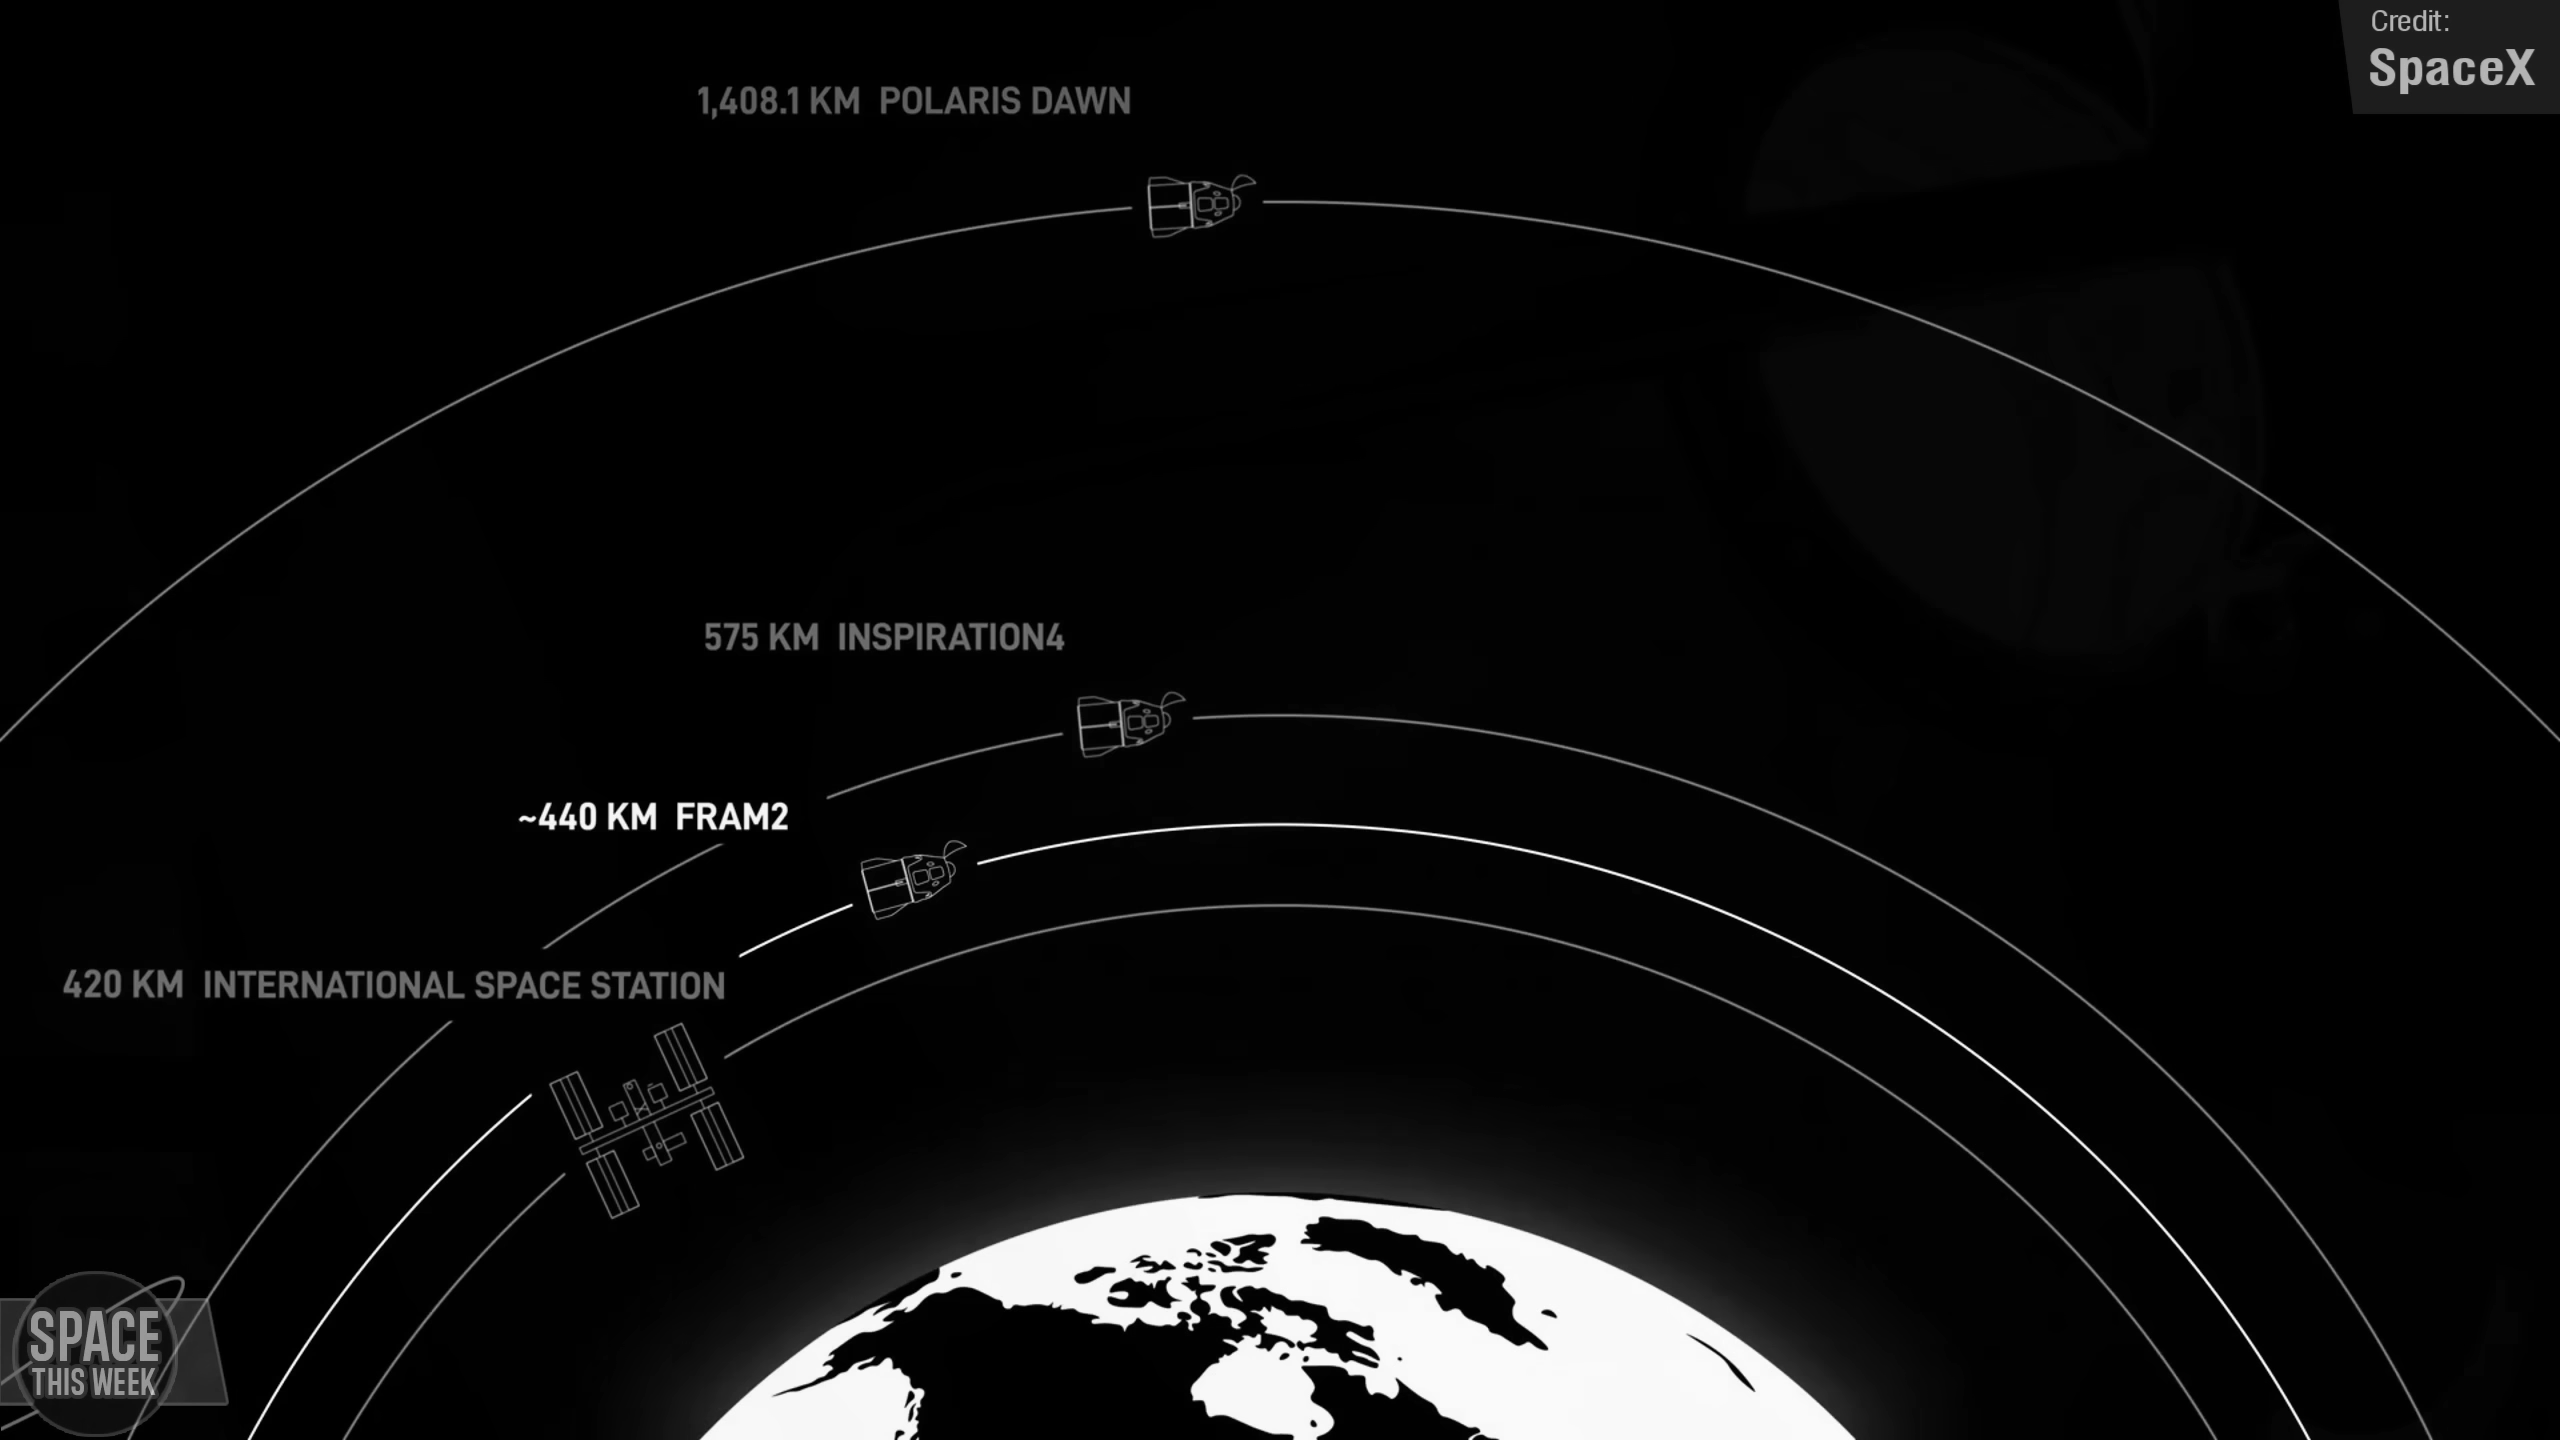 Credit:
SpaceX
1,408.1 KM POLARIS DAWN
575 KM INSPIRATION4
~440 KM FRAM2
420 KM INTERNATIONAL SPACE STATION
SPACE
THIS WEEK